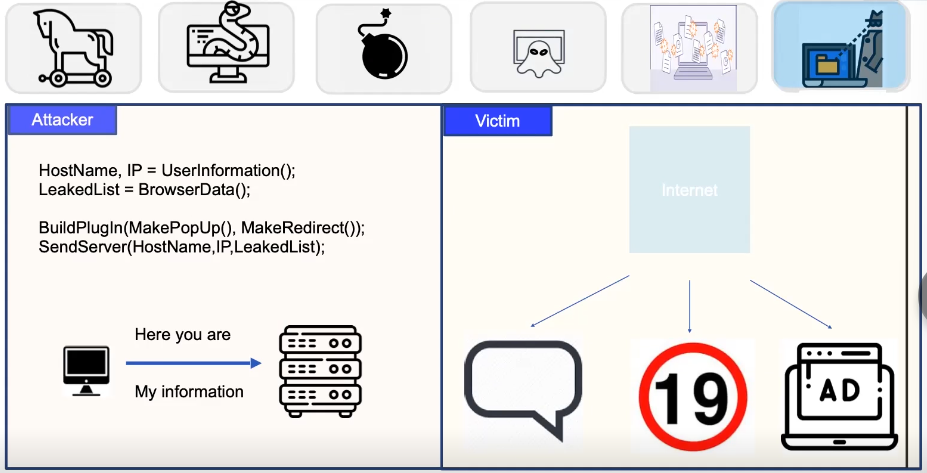 Attacker
HostName, IP = UserInformation();
LeakedList = BrowserData();
BuildPlugIn(MakePopUp(), MakeRedirect());
SendServer(HostName,IP,LeakedList);
Here you are
My information
Victim
Internet
19
AD